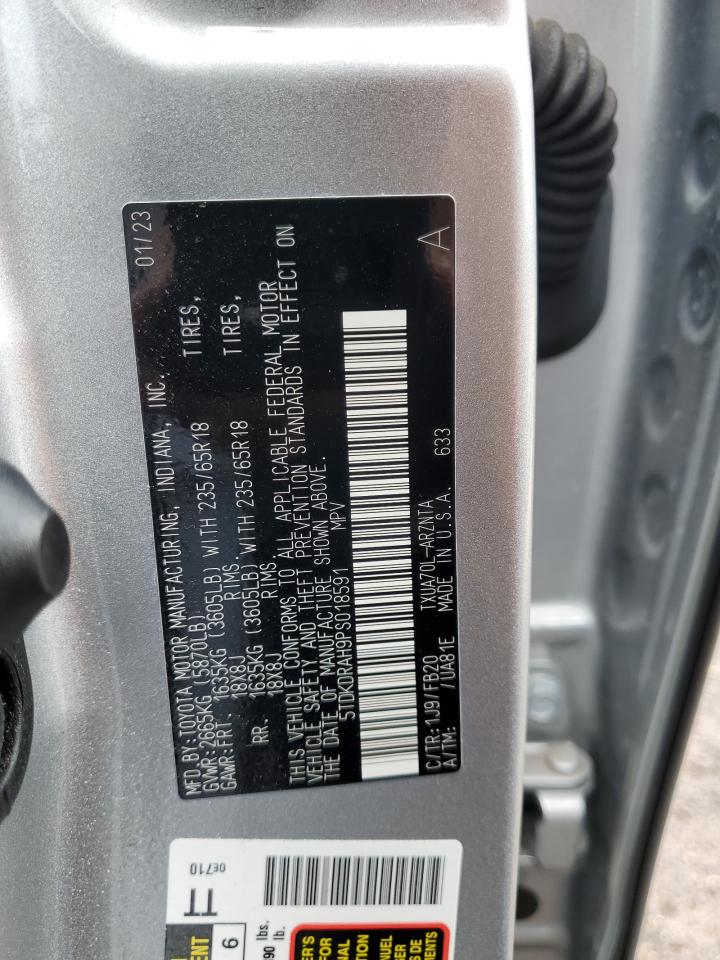 MFD.BY:TOYOTA MOTOR MANUFACTURING, INDIANA, INC. 01/23
GVWR:2665KG (5870LB)
GAWR:FRT. 1635KG (3605LB) WITH 235/65R18 TIRES,
18X8J RIMS
RR. 1635KG (3605LB) WITH 235/65R18 TIRES,
18X8J RIMS
THIS VEHICLE CONFORMS TO ALL APPLICABLE FEDERAL MOTOR
VEHICLE SAFETY AND THEFT PREVENTION STANDARDS IN EFFECT ON
THE DATE OF MANUFACTURE SHOWN ABOVE.
5TDKDRAH9PS018591 MPV
C/TR:1J9/FB20 TXUA70L-ARZNTA 633
A/TM: /UA81E MADE IN U.S.A. A
0E710
6
lbs.
lb.